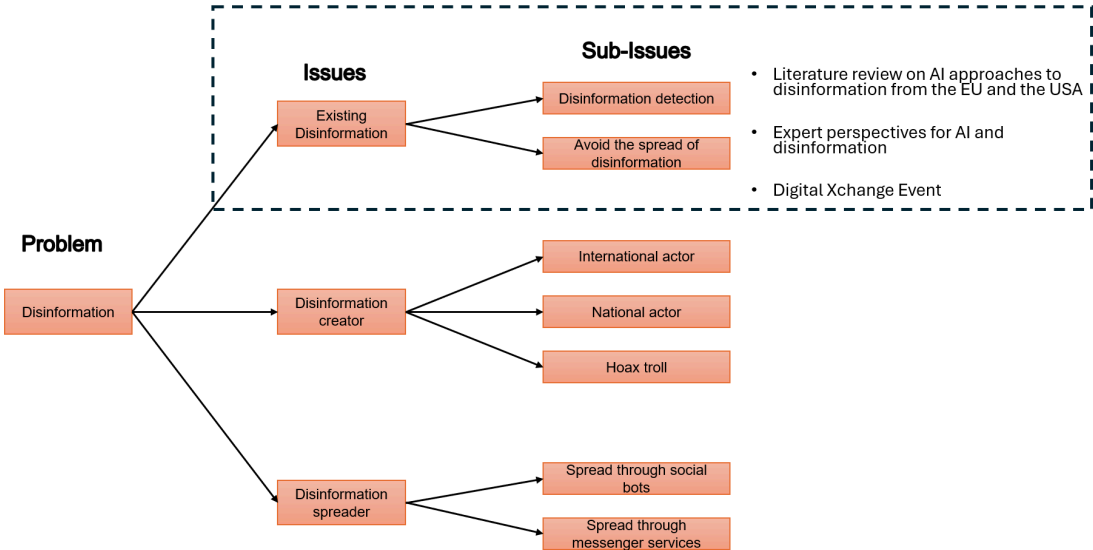 Sub-Issues
Issues
• Literature review on AI approaches to
disinformation from the EU and the USA
Existing
Disinformation
Disinformation detection
Avoid the spread of
disinformation
• Expert perspectives for AI and
disinformation
• Digital Xchange Event
Problem
Disinformation
Disinformation
creator
International actor
National actor
Hoax troll
Disinformation
spreader
Spread through social
bots
Spread through
messenger services